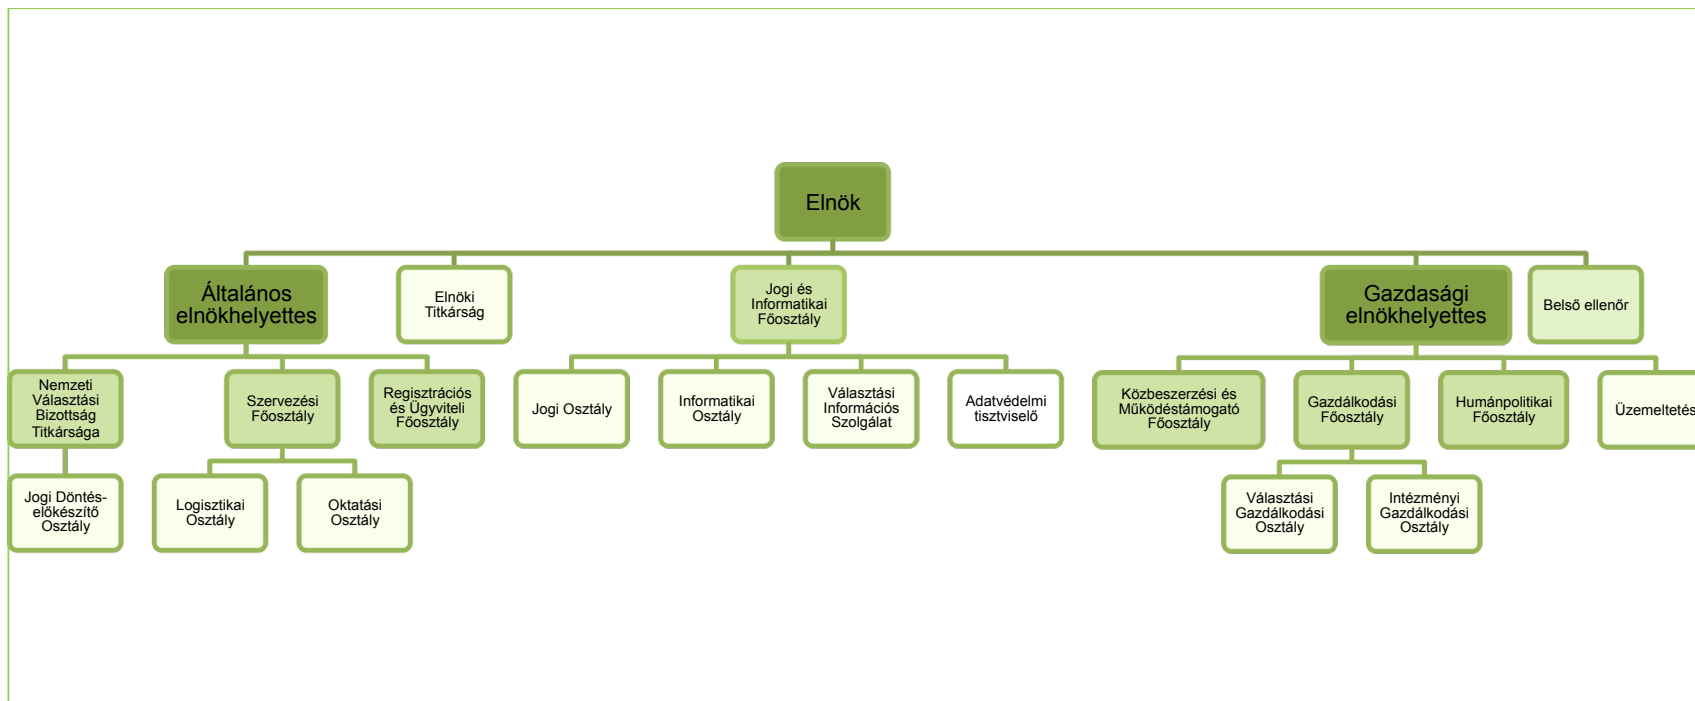 Elnök
Általános
elnökhelyettes
Elnöki
Titkárság
Jogi és
Informatikai
Főosztály
Gazdasági
elnökhelyettes
Belső ellenőr
Nemzeti
Választási
Bizottság
Titkársága
Szervezési
Főosztály
Regisztrációs
és Ügyviteli
Főosztály
Jogi Osztály
Informatikai
Osztály
Választási
Információs
Szolgálat
Adatvédelmi
tisztviselő
Közbeszerzési és
Működéstámogató
Főosztály
Gazdálkodási
Főosztály
Humánpolitikai
Főosztály
Üzemeltetés
Jogi Döntés-
előkészítő
Osztály
Logisztikai
Osztály
Oktatási
Osztály
Választási
Gazdálkodási
Osztály
Intézményi
Gazdálkodási
Osztály